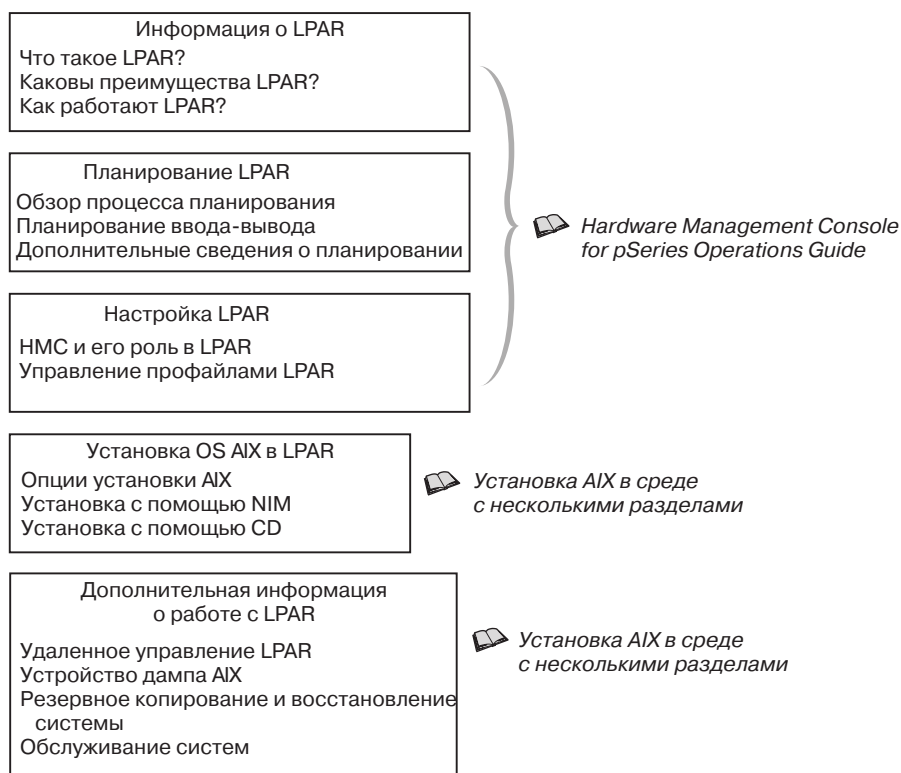 Информация о LPAR
Что такое LPAR?
Каковы преимущества LPAR?
Как работают LPAR?
Планирование LPAR
Обзор процесса планирования
Планирование ввода-вывода
Дополнительные сведения о планировании
Hardware Management Console
for pSeries Operations Guide
Настройка LPAR
HMC и его роль в LPAR
Управление профайлами LPAR
Установка OS AIX в LPAR
Опции установки AIX
Установка с помощью NIM
Установка с помощью CD
Установка AIX в среде
с несколькими разделами
Дополнительная информация
о работе с LPAR
Удаленное управление LPAR
Устройство дампа AIX
Резервное копирование и восстановление
системы
Обслуживание систем
Установка AIX в среде
с несколькими разделами